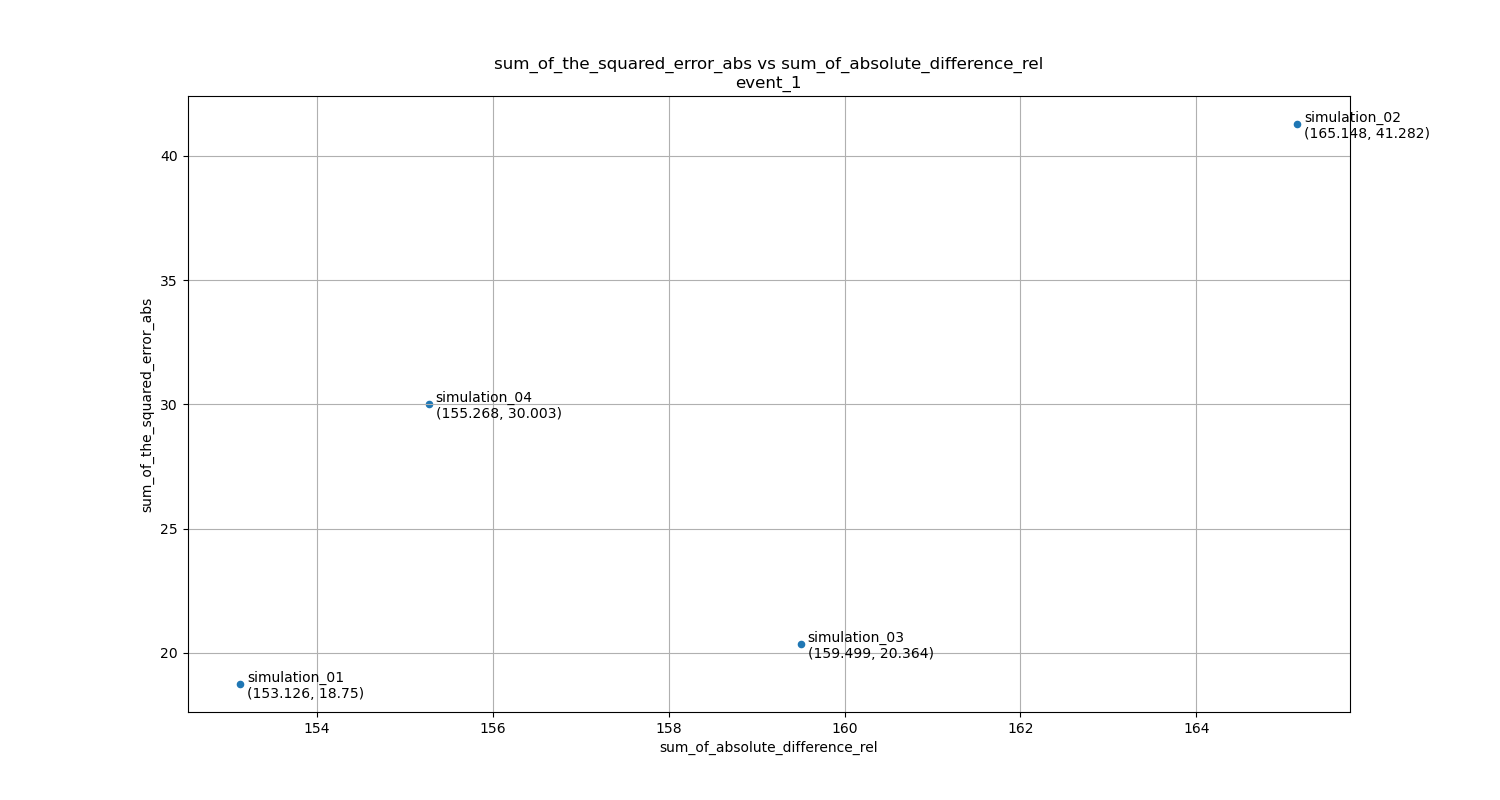 sum_of_the_squared_error_abs vs sum_of_absolute_difference_rel
event_1
simulation_02
(165.148, 41.282)
40
35
simulation_04
(155.268, 30.003)
30
25
simulation_03
(159.499, 20.364)
20
simulation_01
(153.126, 18.75)
sum_of_the_squared_error_abs
154
156
158
160
162
164
sum_of_absolute_difference_rel